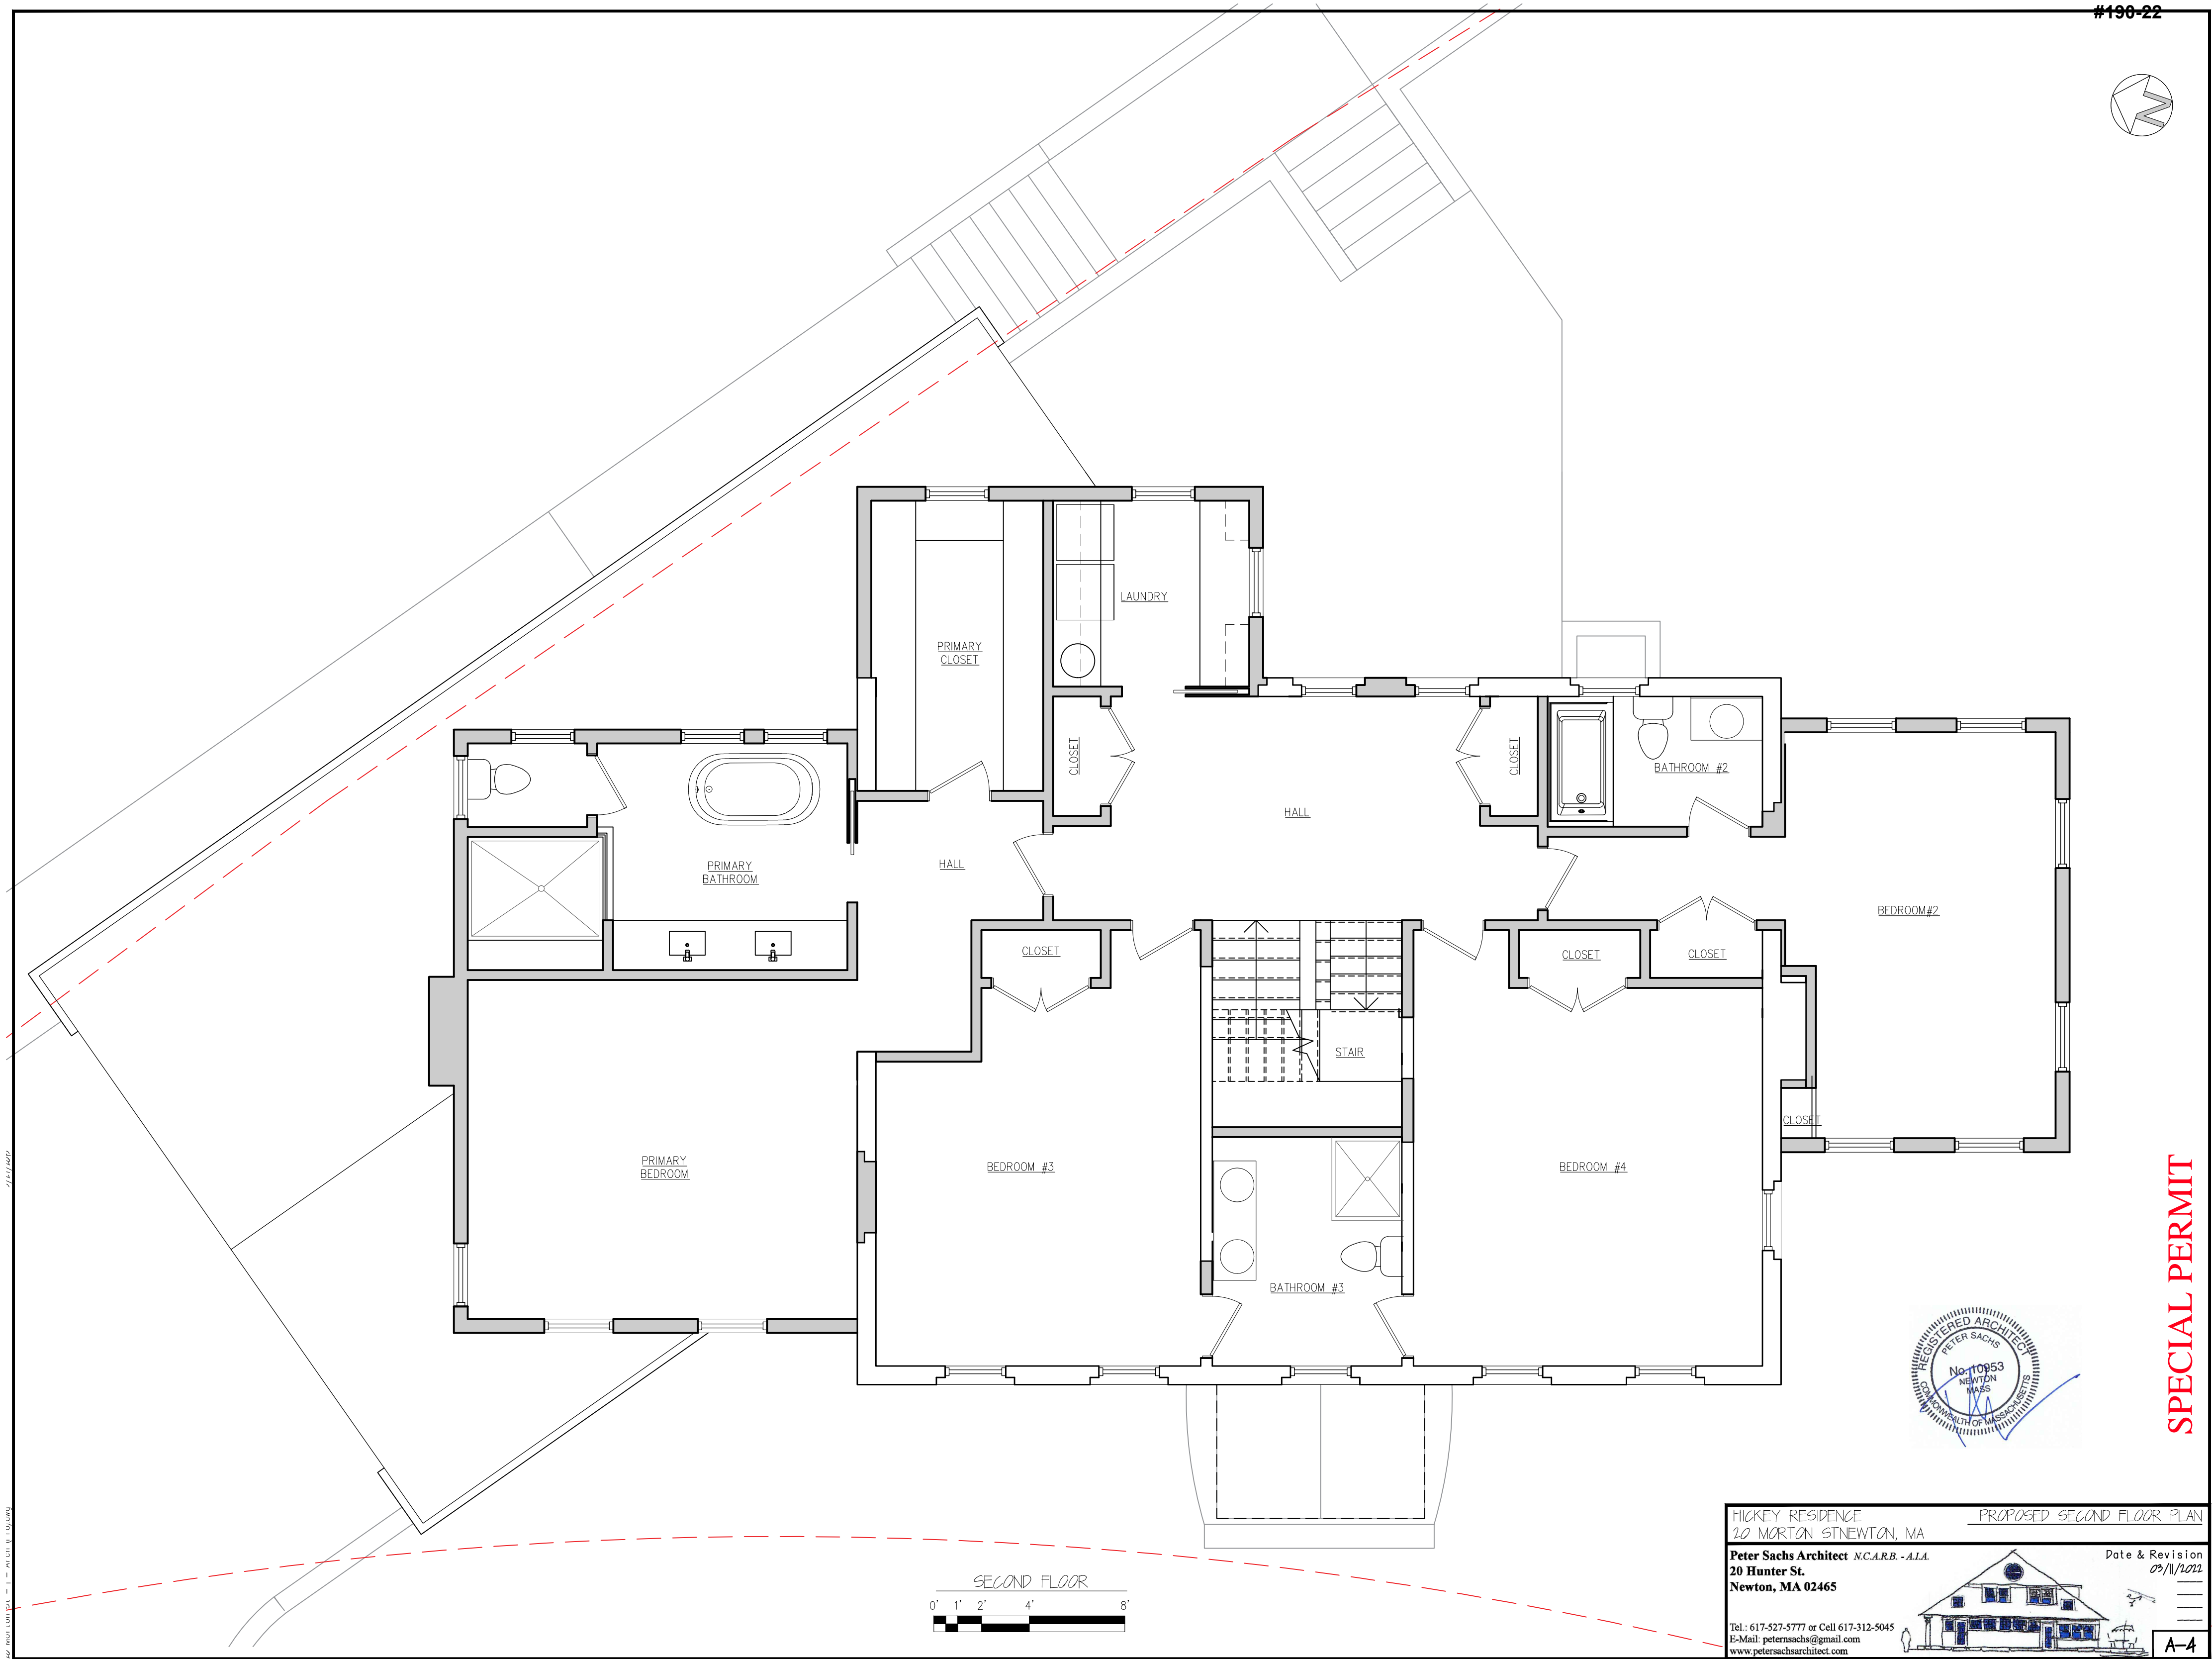 #190-22
N
LAUNDRY
PRIMARY
CLOSET
CLOSET
CLOSET
BATHROOM #2
HALL
HALL
PRIMARY
BATHROOM
BEDROOM#2
CLOSET
CLOSET
CLOSET
STAIR
CLOSET
PRIMARY
BEDROOM
BEDROOM #3
BEDROOM #4
BATHROOM #3
SPECIAL PERMIT
REGISTERED ARCHITECT
PETER SACHS
No. 10953
NEWTON
MASS
COMMONWEALTH OF MASSACHUSETTS
SECOND FLOOR
0' 1' 2' 4' 8'
HICKEY RESIDENCE
20 MORTON STNEWTON, MA
PROPOSED SECOND FLOOR PLAN
Peter Sachs Architect N.C.A.R.B. - A.I.A.
20 Hunter St.
Newton, MA 02465
Tel.: 617-527-5777 or Cell 617-312-5045
E-Mail: peternsachs@gmail.com
www.petersachsarchitect.com
Date & Revision
03/11/2022
A-4